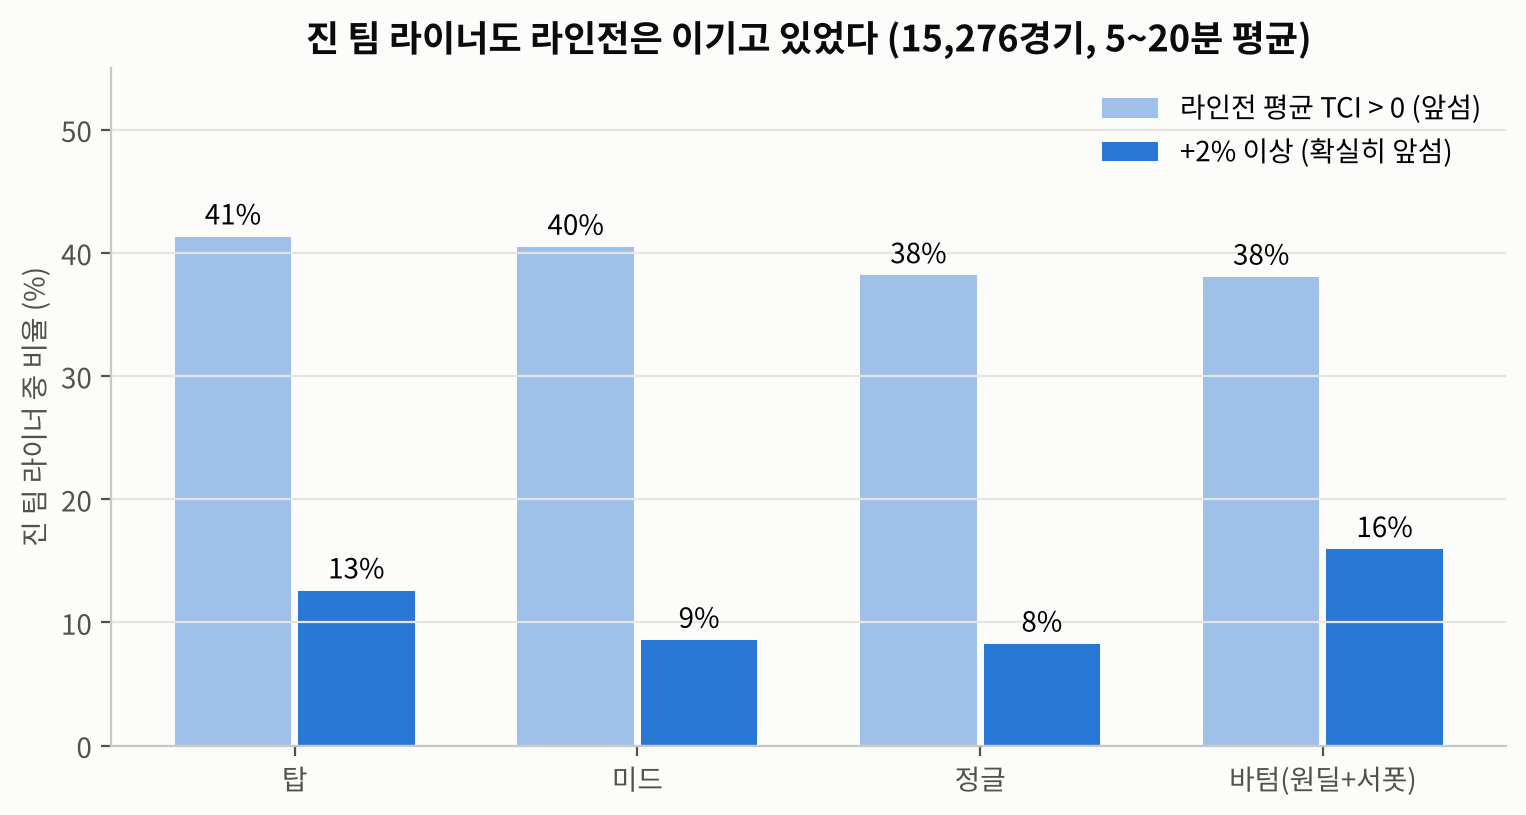 진 팀 라이너도 라인전은 이기고 있었다 (15,276경기, 5~20분 평균)
라인전 평균 TCI > 0 (앞섬)
+2% 이상 (확실히 앞섬)
진 팀 라이너 중 비율 (%)
50
40
30
20
10
0
41%
13%
40%
9%
38%
8%
38%
16%
탑
미드
정글
바텀(원딜+서폿)